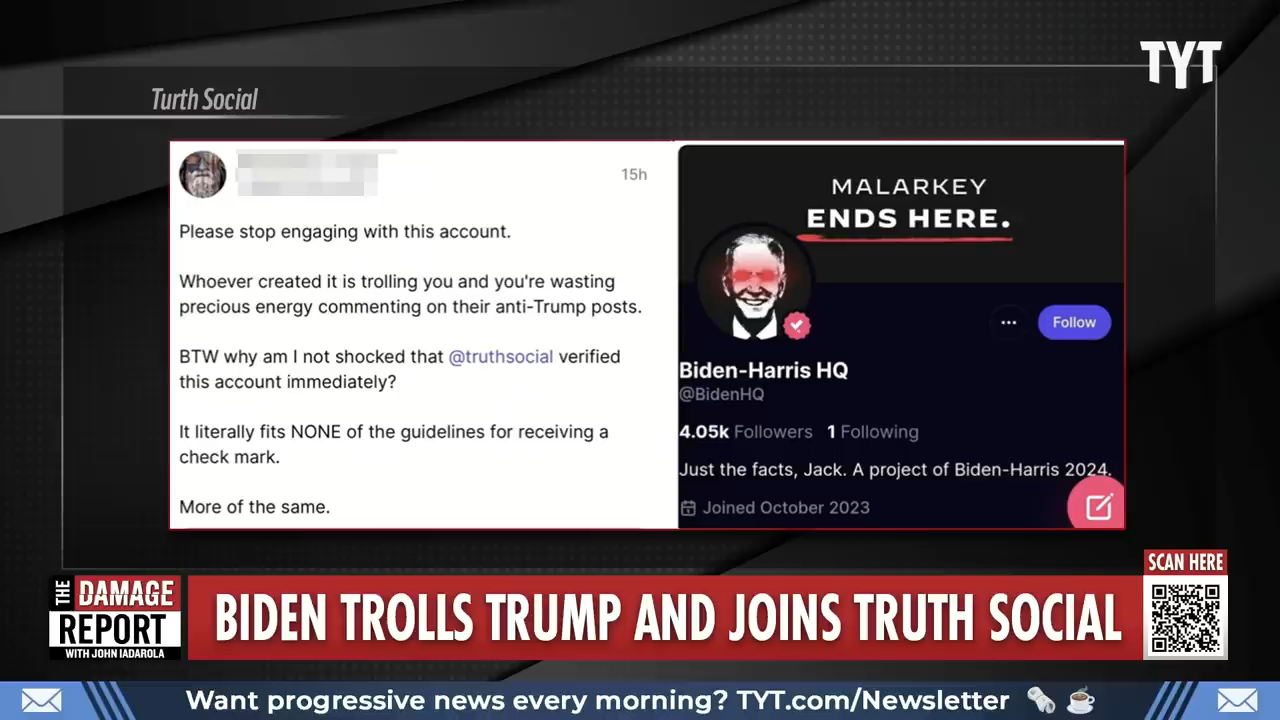 TYT
Turth Social
15h
Please stop engaging with this account.
Whoever created it is trolling you and you're wasting
precious energy commenting on their anti-Trump posts.
BTW why am I not shocked that @truthsocial verified
this account immediately?
It literally fits NONE of the guidelines for receiving a
check mark.
More of the same.
MALARKEY
ENDS HERE.
Follow
Biden-Harris HQ
@BidenHQ
4.05k Followers 1 Following
Just the facts, Jack. A project of Biden-Harris 2024.
Joined October 2023
SCAN HERE
THE DAMAGE
REPORT
WITH JOHN IADAROLA
BIDEN TROLLS TRUMP AND JOINS TRUTH SOCIAL
Want progressive news every morning? TYT.com/Newsletter